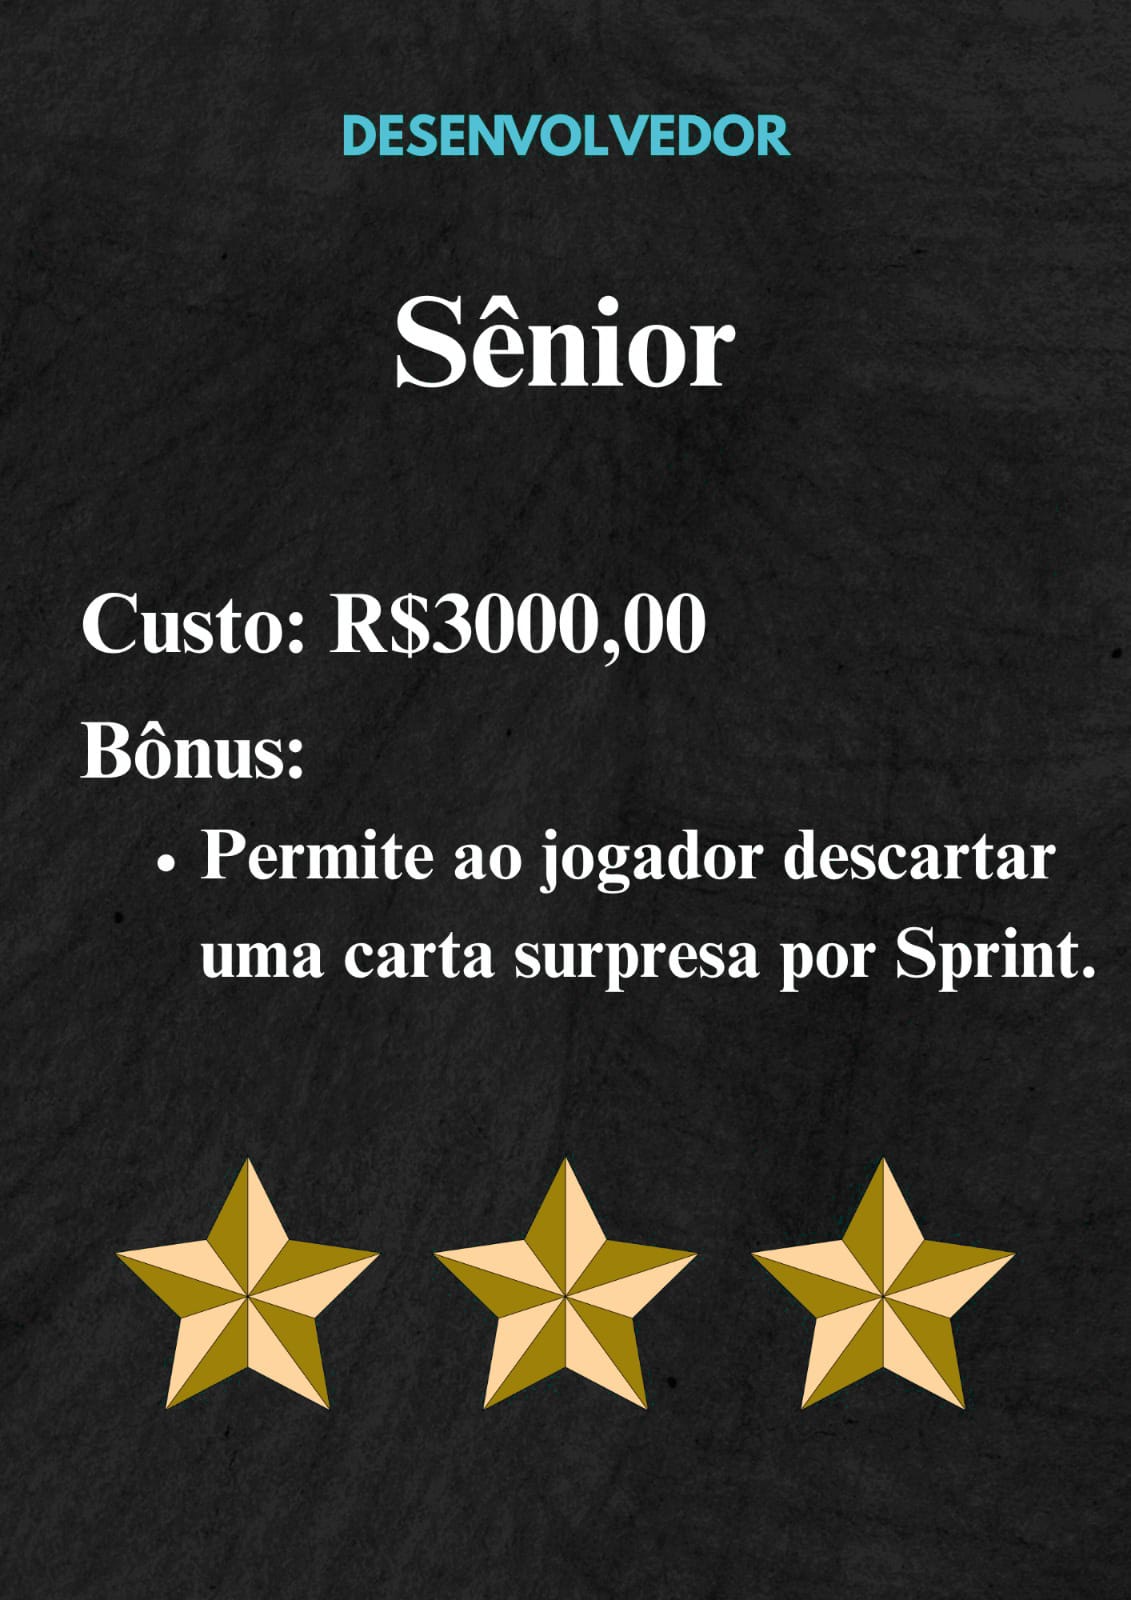 DESENVOLVEDOR
Sênior
Custo: R$3000,00
Bônus:
• Permite ao jogador descartar
uma carta surpresa por Sprint.